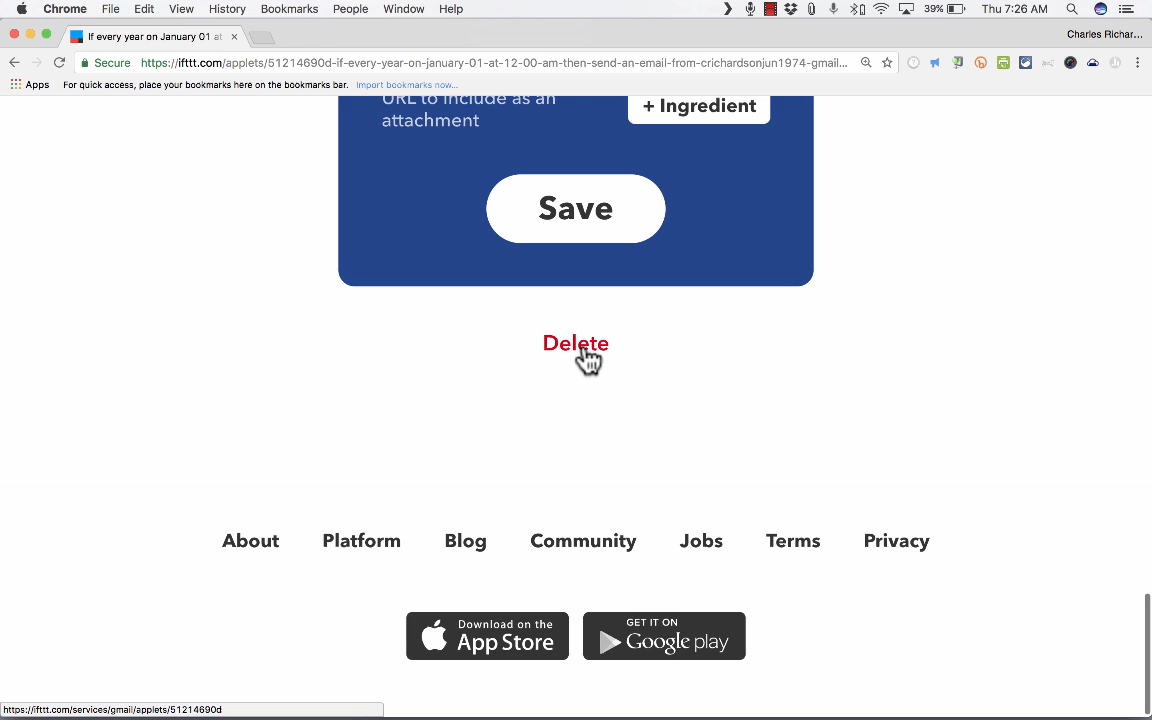 Chrome File Edit View History Bookmarks People Window Help 39% Thu 7:26 AM
If every year on January 01 at Charles Richar...
Secure https://ifttt.com/applets/51214690d-if-every-year-on-january-01-at-12-00-am-then-send-an-email-from-crichardsonjun1974-gmail...
Apps For quick access, place your bookmarks here on the bookmarks bar. Import bookmarks now...
URL to include as an
attachment
+ Ingredient
Save
Delete
About Platform Blog Community Jobs Terms Privacy
Download on the
App Store
GET IT ON
Google play
https://ifttt.com/services/gmail/applets/51214690d